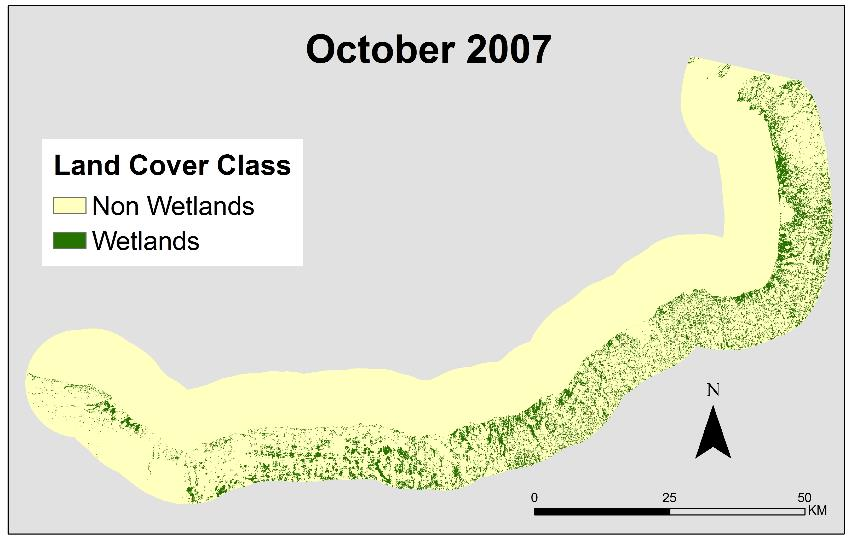 October 2007
Land Cover Class
Non Wetlands
Wetlands
N
0 25 50
KM